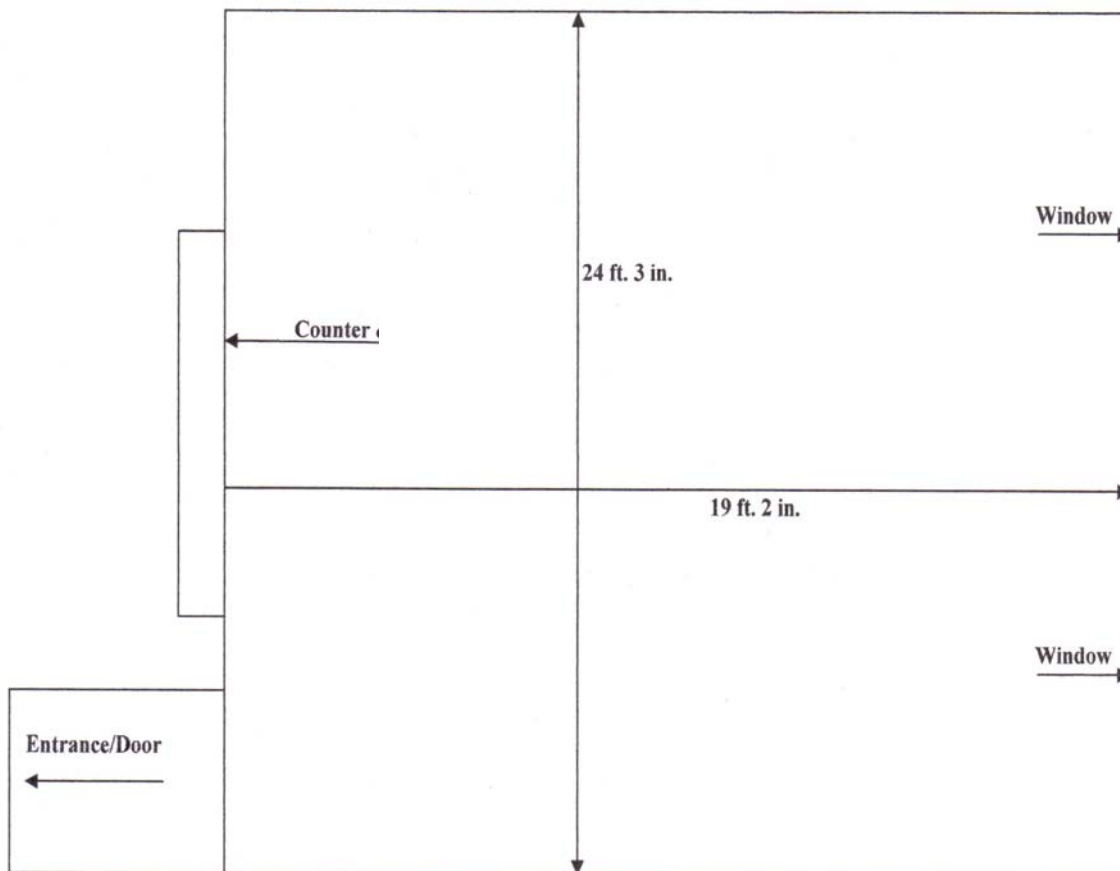 Window
24 ft. 3 in.
Counter
19 ft. 2 in.
Window
Entrance/Door